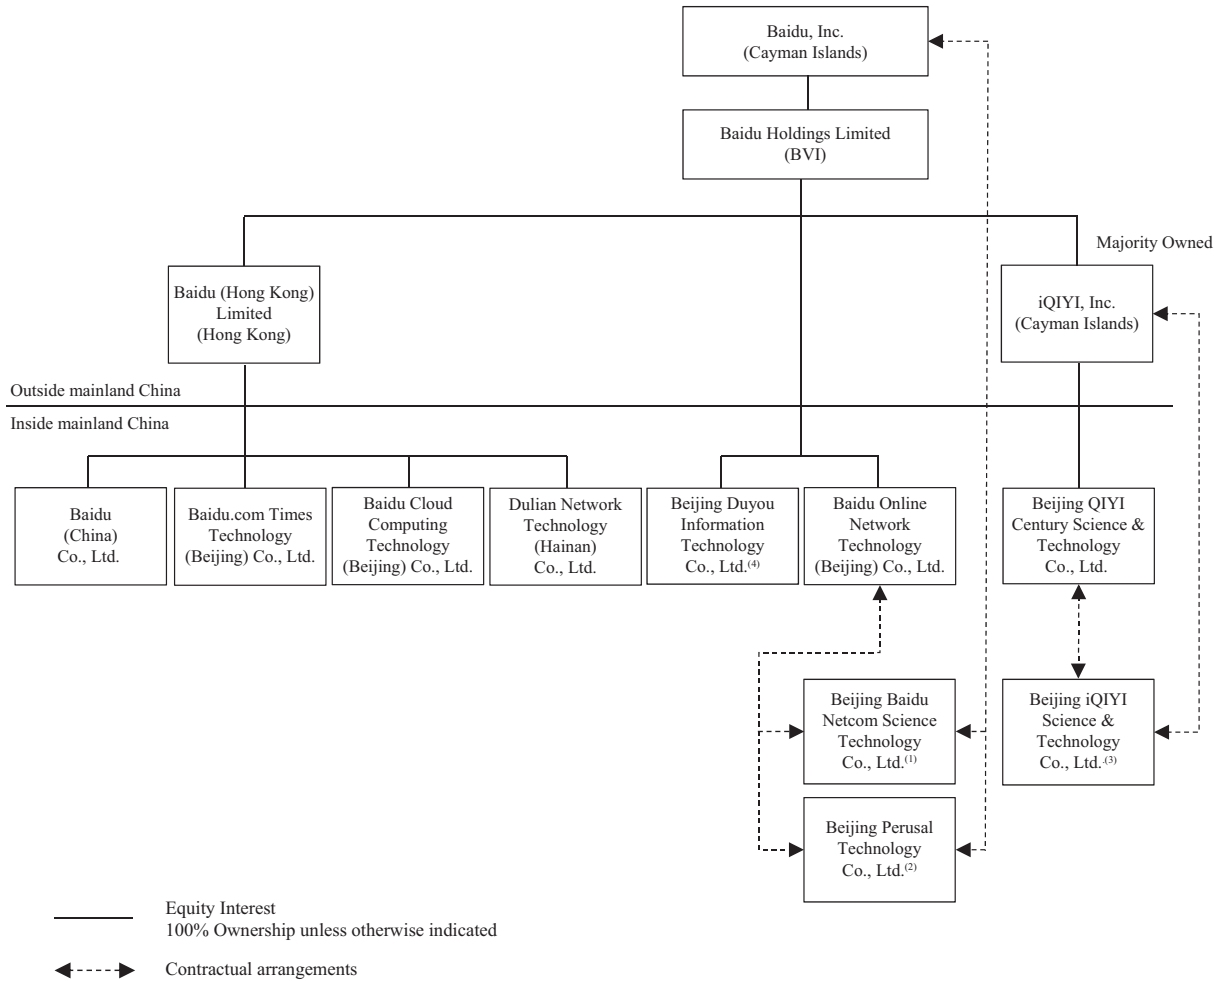 Baidu, Inc.
(Cayman Islands)
Baidu Holdings Limited
(BVI)
Majority Owned
Baidu (Hong Kong)
Limited
(Hong Kong)
iQIYI, Inc.
(Cayman Islands)
Outside mainland China
Inside mainland China
Baidu
(China)
Co., Ltd.
Baidu.com Times
Technology
(Beijing) Co., Ltd.
Baidu Cloud
Computing
Technology
(Beijing) Co., Ltd.
Dulian Network
Technology
(Hainan)
Co., Ltd.
Beijing Duyou
Information
Technology
Co., Ltd.(4)
Baidu Online
Network
Technology
(Beijing) Co., Ltd.
Beijing QIYI
Century Science &
Technology
Co., Ltd.
Beijing Baidu
Netcom Science
Technology
Co., Ltd.(1)
Beijing iQIYI
Science &
Technology
Co., Ltd..(3)
Beijing Perusal
Technology
Co., Ltd.(2)
Equity Interest
100% Ownership unless otherwise indicated
Contractual arrangements